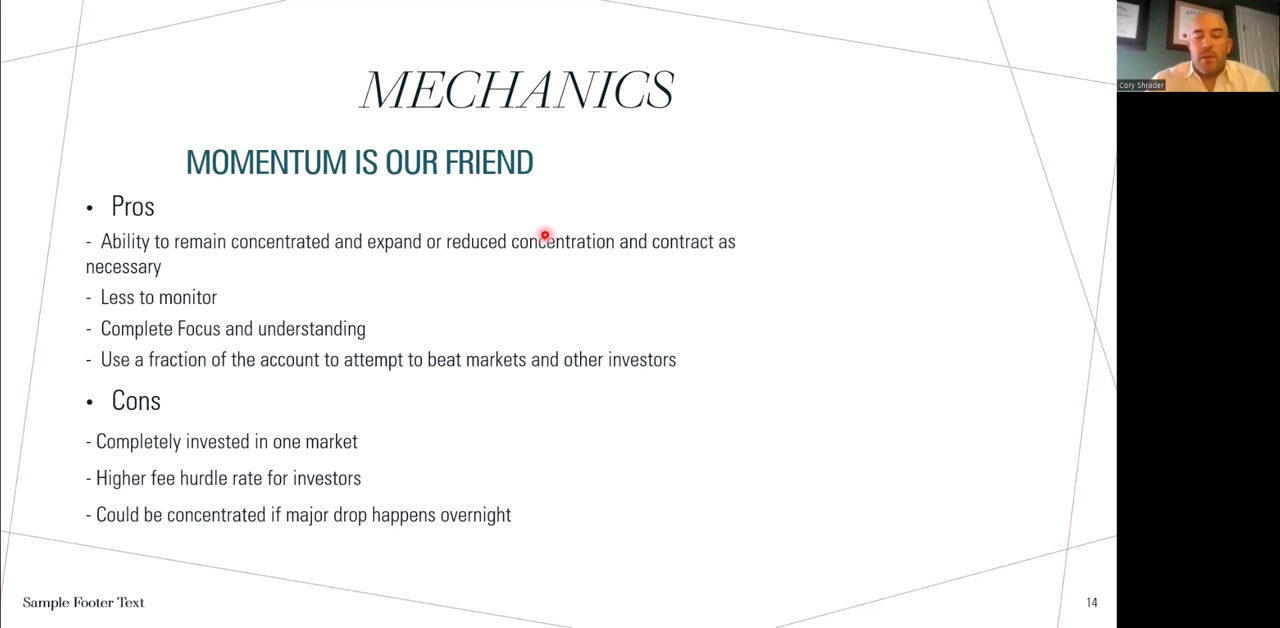 MECHANICS
MOMENTUM IS OUR FRIEND
• Pros
- Ability to remain concentrated and expand or reduced concentration and contract as
necessary
- Less to monitor
- Complete Focus and understanding
- Use a fraction of the account to attempt to beat markets and other investors
• Cons
- Completely invested in one market
- Higher fee hurdle rate for investors
- Could be concentrated if major drop happens overnight
Sample Footer Text
14
Cory Shrader